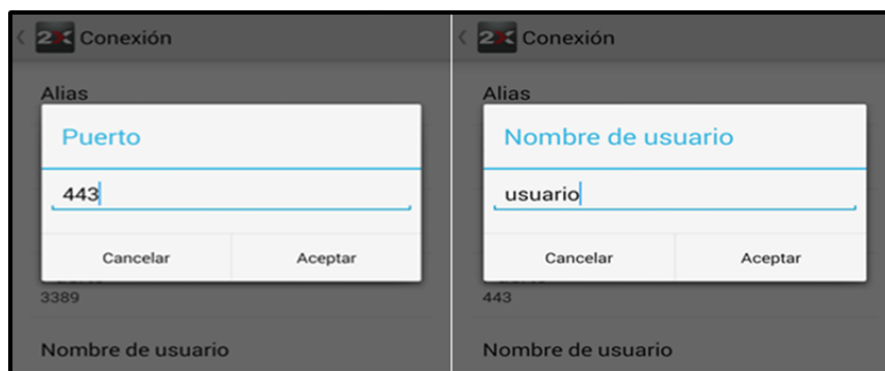 2X Conexión
Alias
Puerto
443
Cancelar Aceptar
3389
Nombre de usuario
2X Conexión
Alias
Nombre de usuario
usuario
Cancelar Aceptar
443
Nombre de usuario